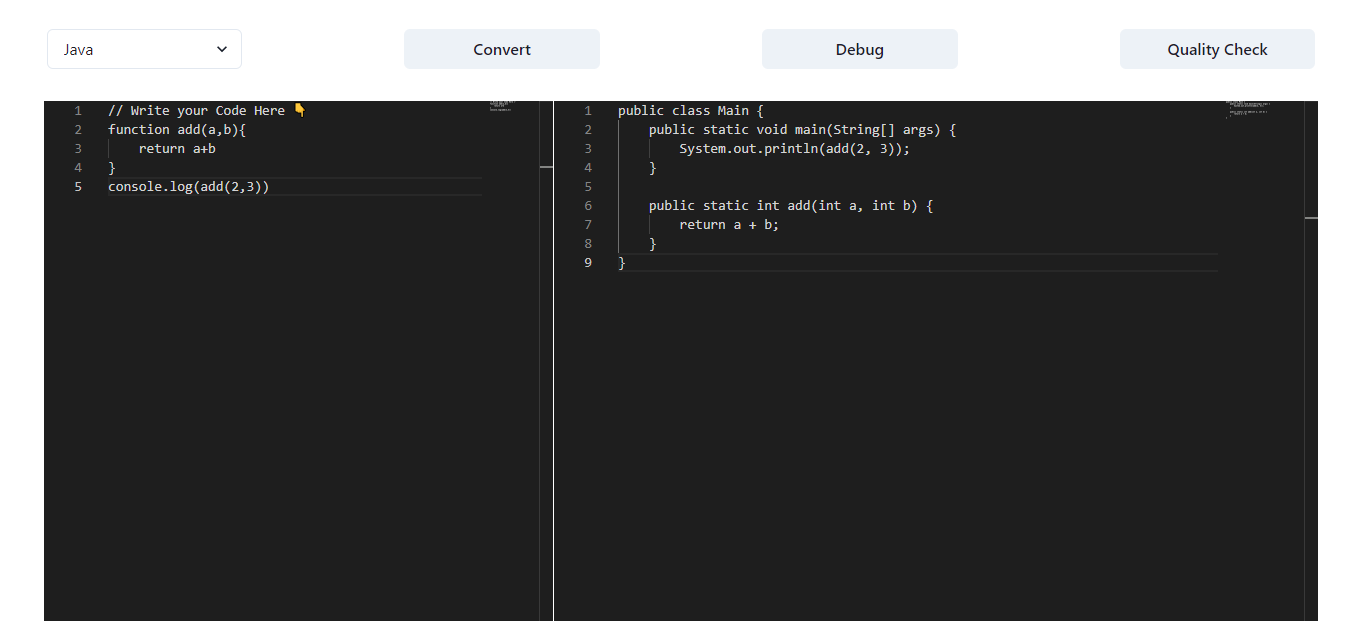 Java
Convert
Debug
Quality Check
1 // Write your Code Here 👇
2 function add(a,b){
3     return a+b
4 }
5 console.log(add(2,3))
1 public class Main {
2     public static void main(String[] args) {
3         System.out.println(add(2, 3));
4     }
5
6     public static int add(int a, int b) {
7         return a + b;
8     }
9 }